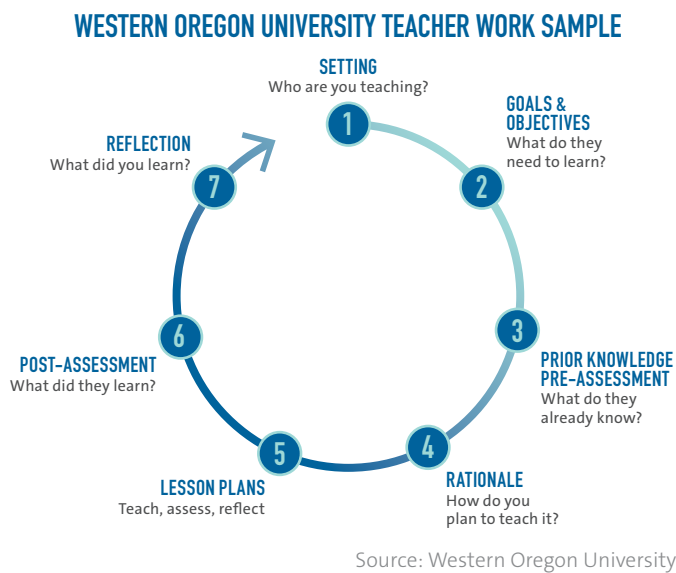 WESTERN OREGON UNIVERSITY TEACHER WORK SAMPLE
SETTING
Who are you teaching?
1
GOALS &
OBJECTIVES
What do they
need to learn?
2
3
PRIOR KNOWLEDGE
PRE-ASSESSMENT
What do they
already know?
4
RATIONALE
How do you
plan to teach it?
5
LESSON PLANS
Teach, assess, reflect
6
POST-ASSESSMENT
What did they learn?
REFLECTION
What did you learn?
7
Source: Western Oregon University